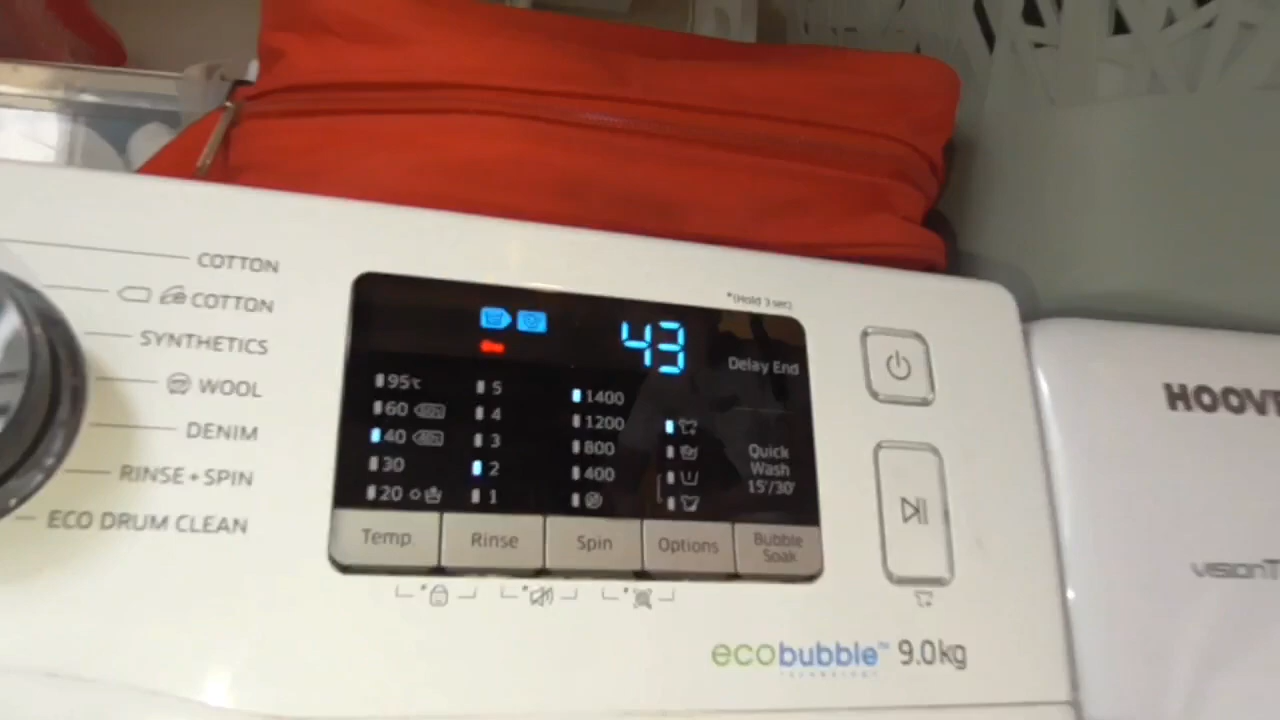 COTTON
COTTON
SYNTHETICS
WOOL
DENIM
RINSE + SPIN
ECO DRUM CLEAN
*(Hold 3 sec)
43
Delay End
95℃
60
40
30
20
5
4
3
2
1
1400
1200
800
400
Quick
Wash
15'/30'
Temp.
Rinse
Spin
Options
Bubble
Soak
ecobubble™ 9.0kg
TECHNOLOGY
HOOV
visionT